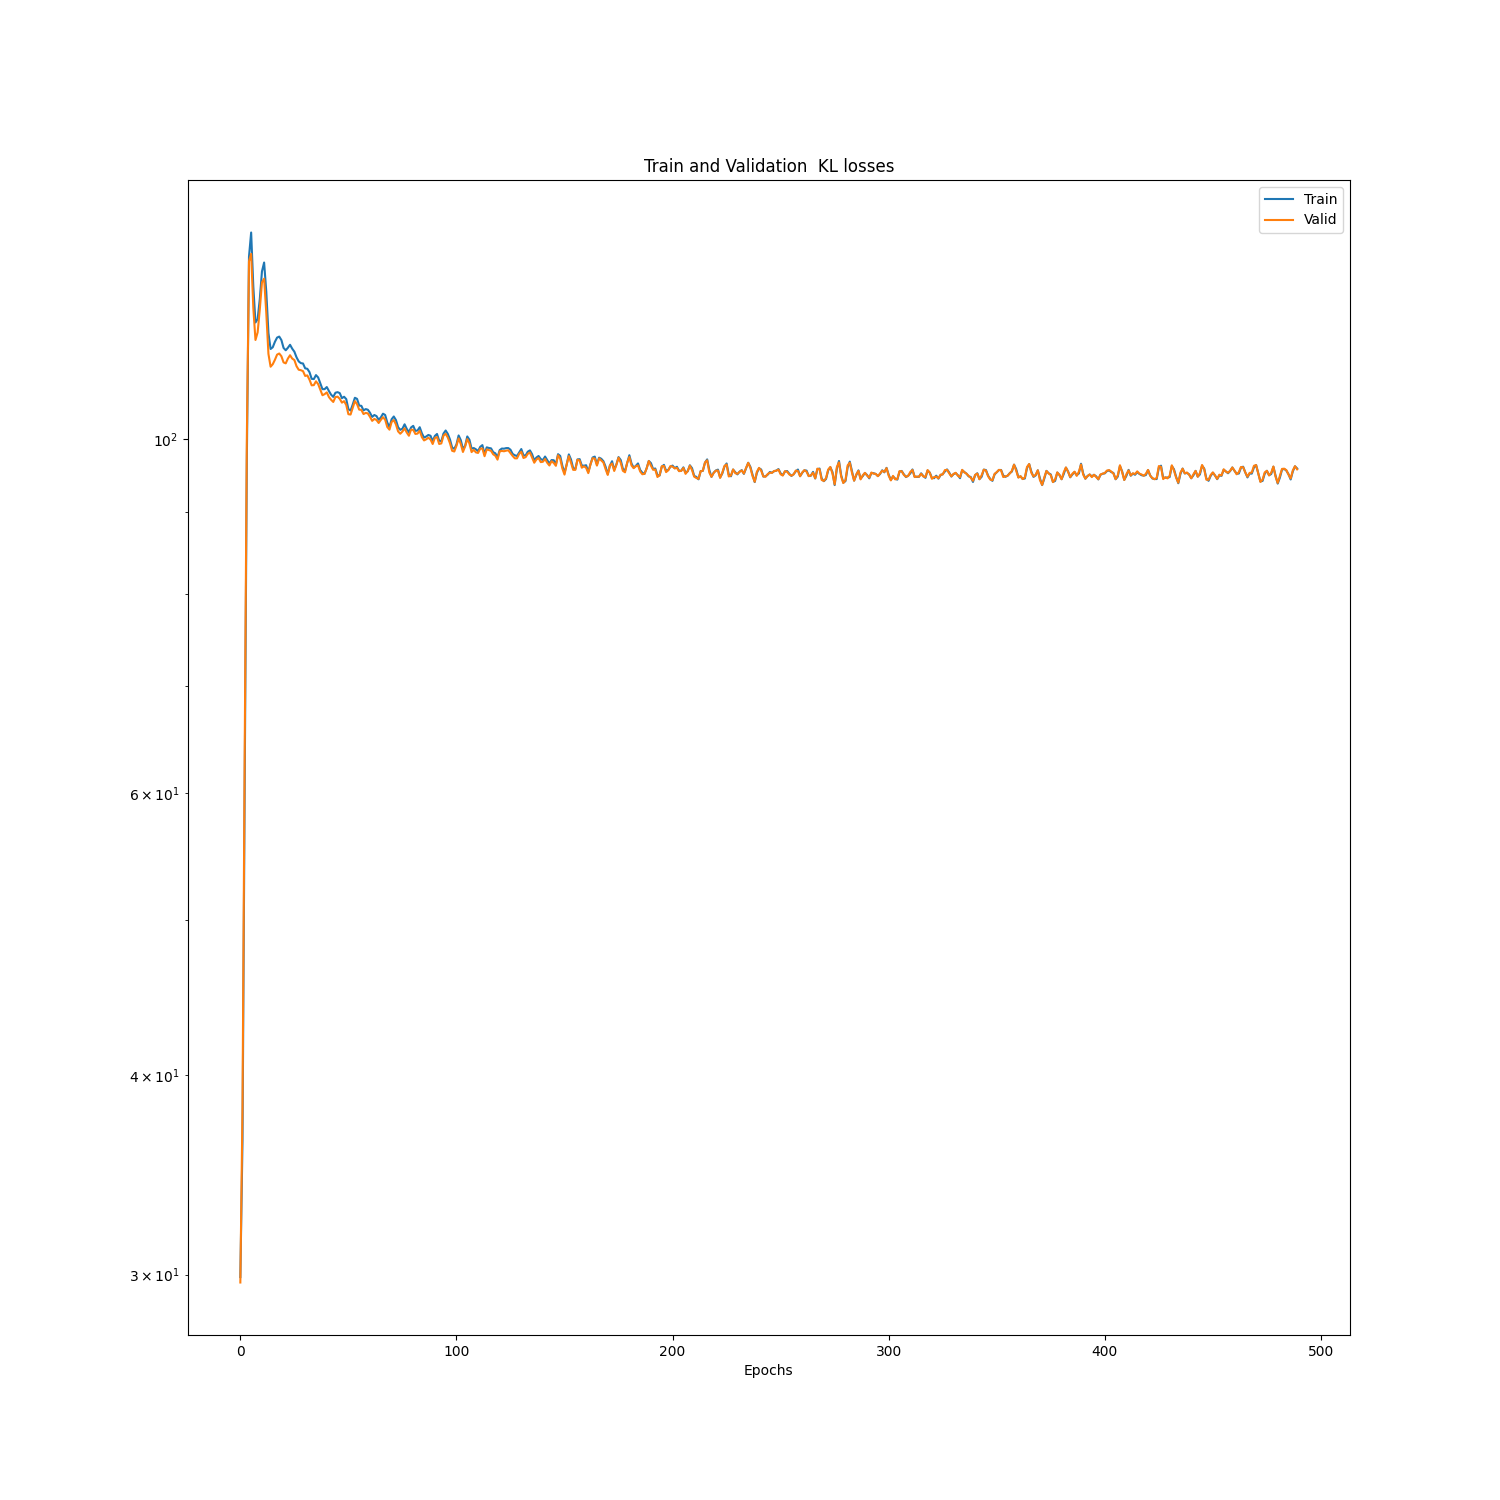 Train and Validation  KL losses
Train
Valid
10²
6 × 10¹
4 × 10¹
3 × 10¹
0 100 200 300 400 500
Epochs